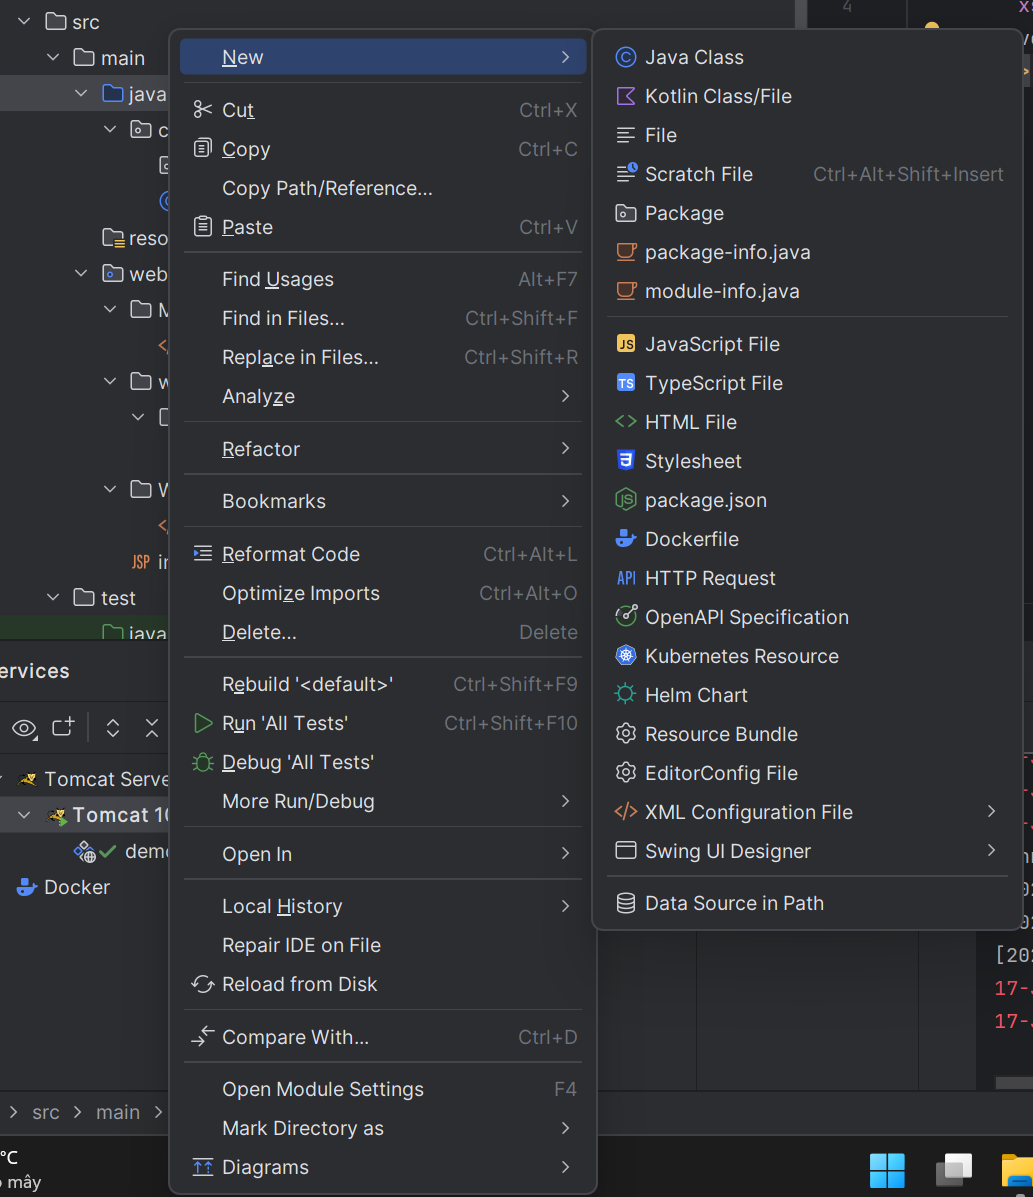 src
main
java
reso
web
JSP
test
java
ervices
Tomcat Serve
Tomcat 10
demo
Docker
src
main
°C
mây
New
Cut Ctrl+X
Copy Ctrl+C
Copy Path/Reference...
Paste Ctrl+V
Find Usages Alt+F7
Find in Files... Ctrl+Shift+F
Replace in Files... Ctrl+Shift+R
Analyze
Refactor
Bookmarks
Reformat Code Ctrl+Alt+L
Optimize Imports Ctrl+Alt+O
Delete... Delete
Rebuild '<default>' Ctrl+Shift+F9
Run 'All Tests' Ctrl+Shift+F10
Debug 'All Tests'
More Run/Debug
Open In
Local History
Repair IDE on File
Reload from Disk
Compare With... Ctrl+D
Open Module Settings F4
Mark Directory as
Diagrams
4
Java Class
Kotlin Class/File
File
Scratch File Ctrl+Alt+Shift+Insert
Package
package-info.java
module-info.java
JS JavaScript File
TS TypeScript File
HTML File
Stylesheet
package.json
Dockerfile
API HTTP Request
OpenAPI Specification
Kubernetes Resource
Helm Chart
Resource Bundle
EditorConfig File
XML Configuration File
Swing UI Designer
Data Source in Path
[202
17-
17-